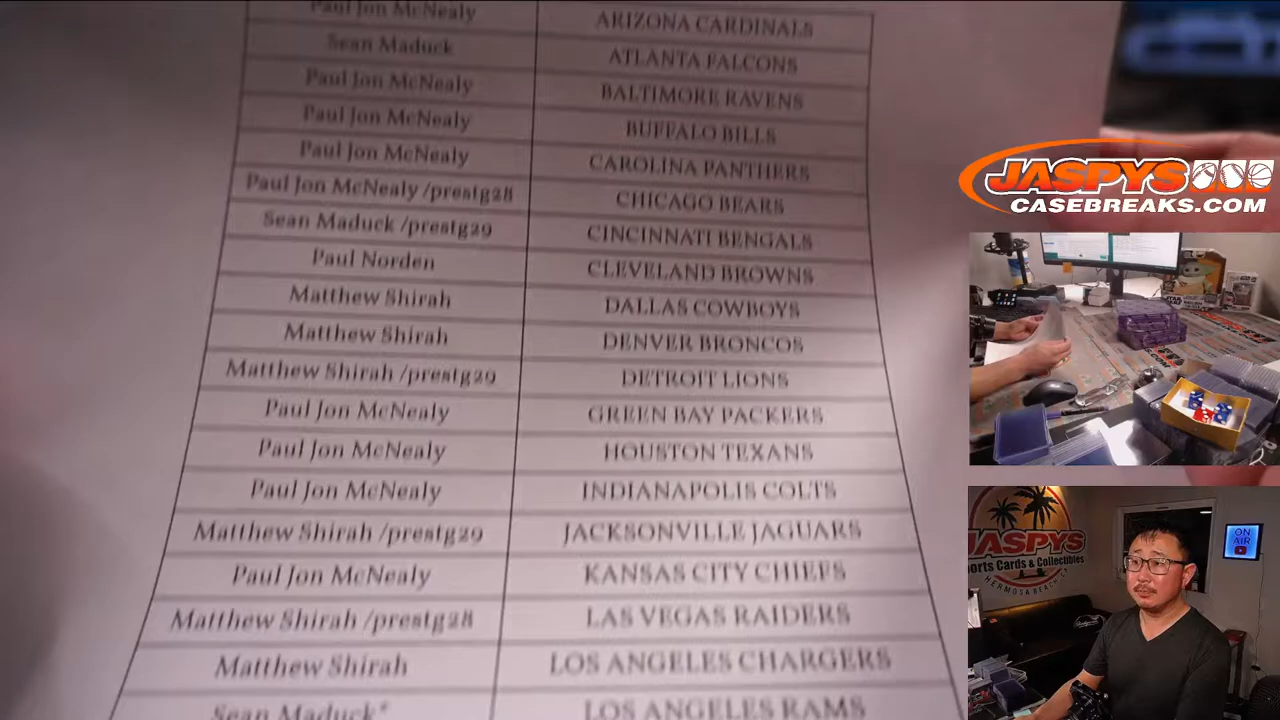 Paul Jon McNealy ARIZONA CARDINALS
Sean Maduck ATLANTA FALCONS
Paul Jon McNealy BALTIMORE RAVENS
Paul Jon McNealy BUFFALO BILLS
Paul Jon McNealy CAROLINA PANTHERS
Paul Jon McNealy /prestg28 CHICAGO BEARS
Sean Maduck /prestg29 CINCINNATI BENGALS
Paul Norden CLEVELAND BROWNS
Matthew Shirah DALLAS COWBOYS
Matthew Shirah DENVER BRONCOS
Matthew Shirah /prestg29 DETROIT LIONS
Paul Jon McNealy GREEN BAY PACKERS
Paul Jon McNealy HOUSTON TEXANS
Paul Jon McNealy INDIANAPOLIS COLTS
Matthew Shirah /prestg29 JACKSONVILLE JAGUARS
Paul Jon McNealy KANSAS CITY CHIEFS
Matthew Shirah /prestg28 LAS VEGAS RAIDERS
Matthew Shirah LOS ANGELES CHARGERS
Sean Maduck* LOS ANGELES RAMS
JASPYS
CASEBREAKS.COM
STAR WARS
JASPYS
Sports Cards & Collectibles
HERMOSA BEACH, CA
ON AIR